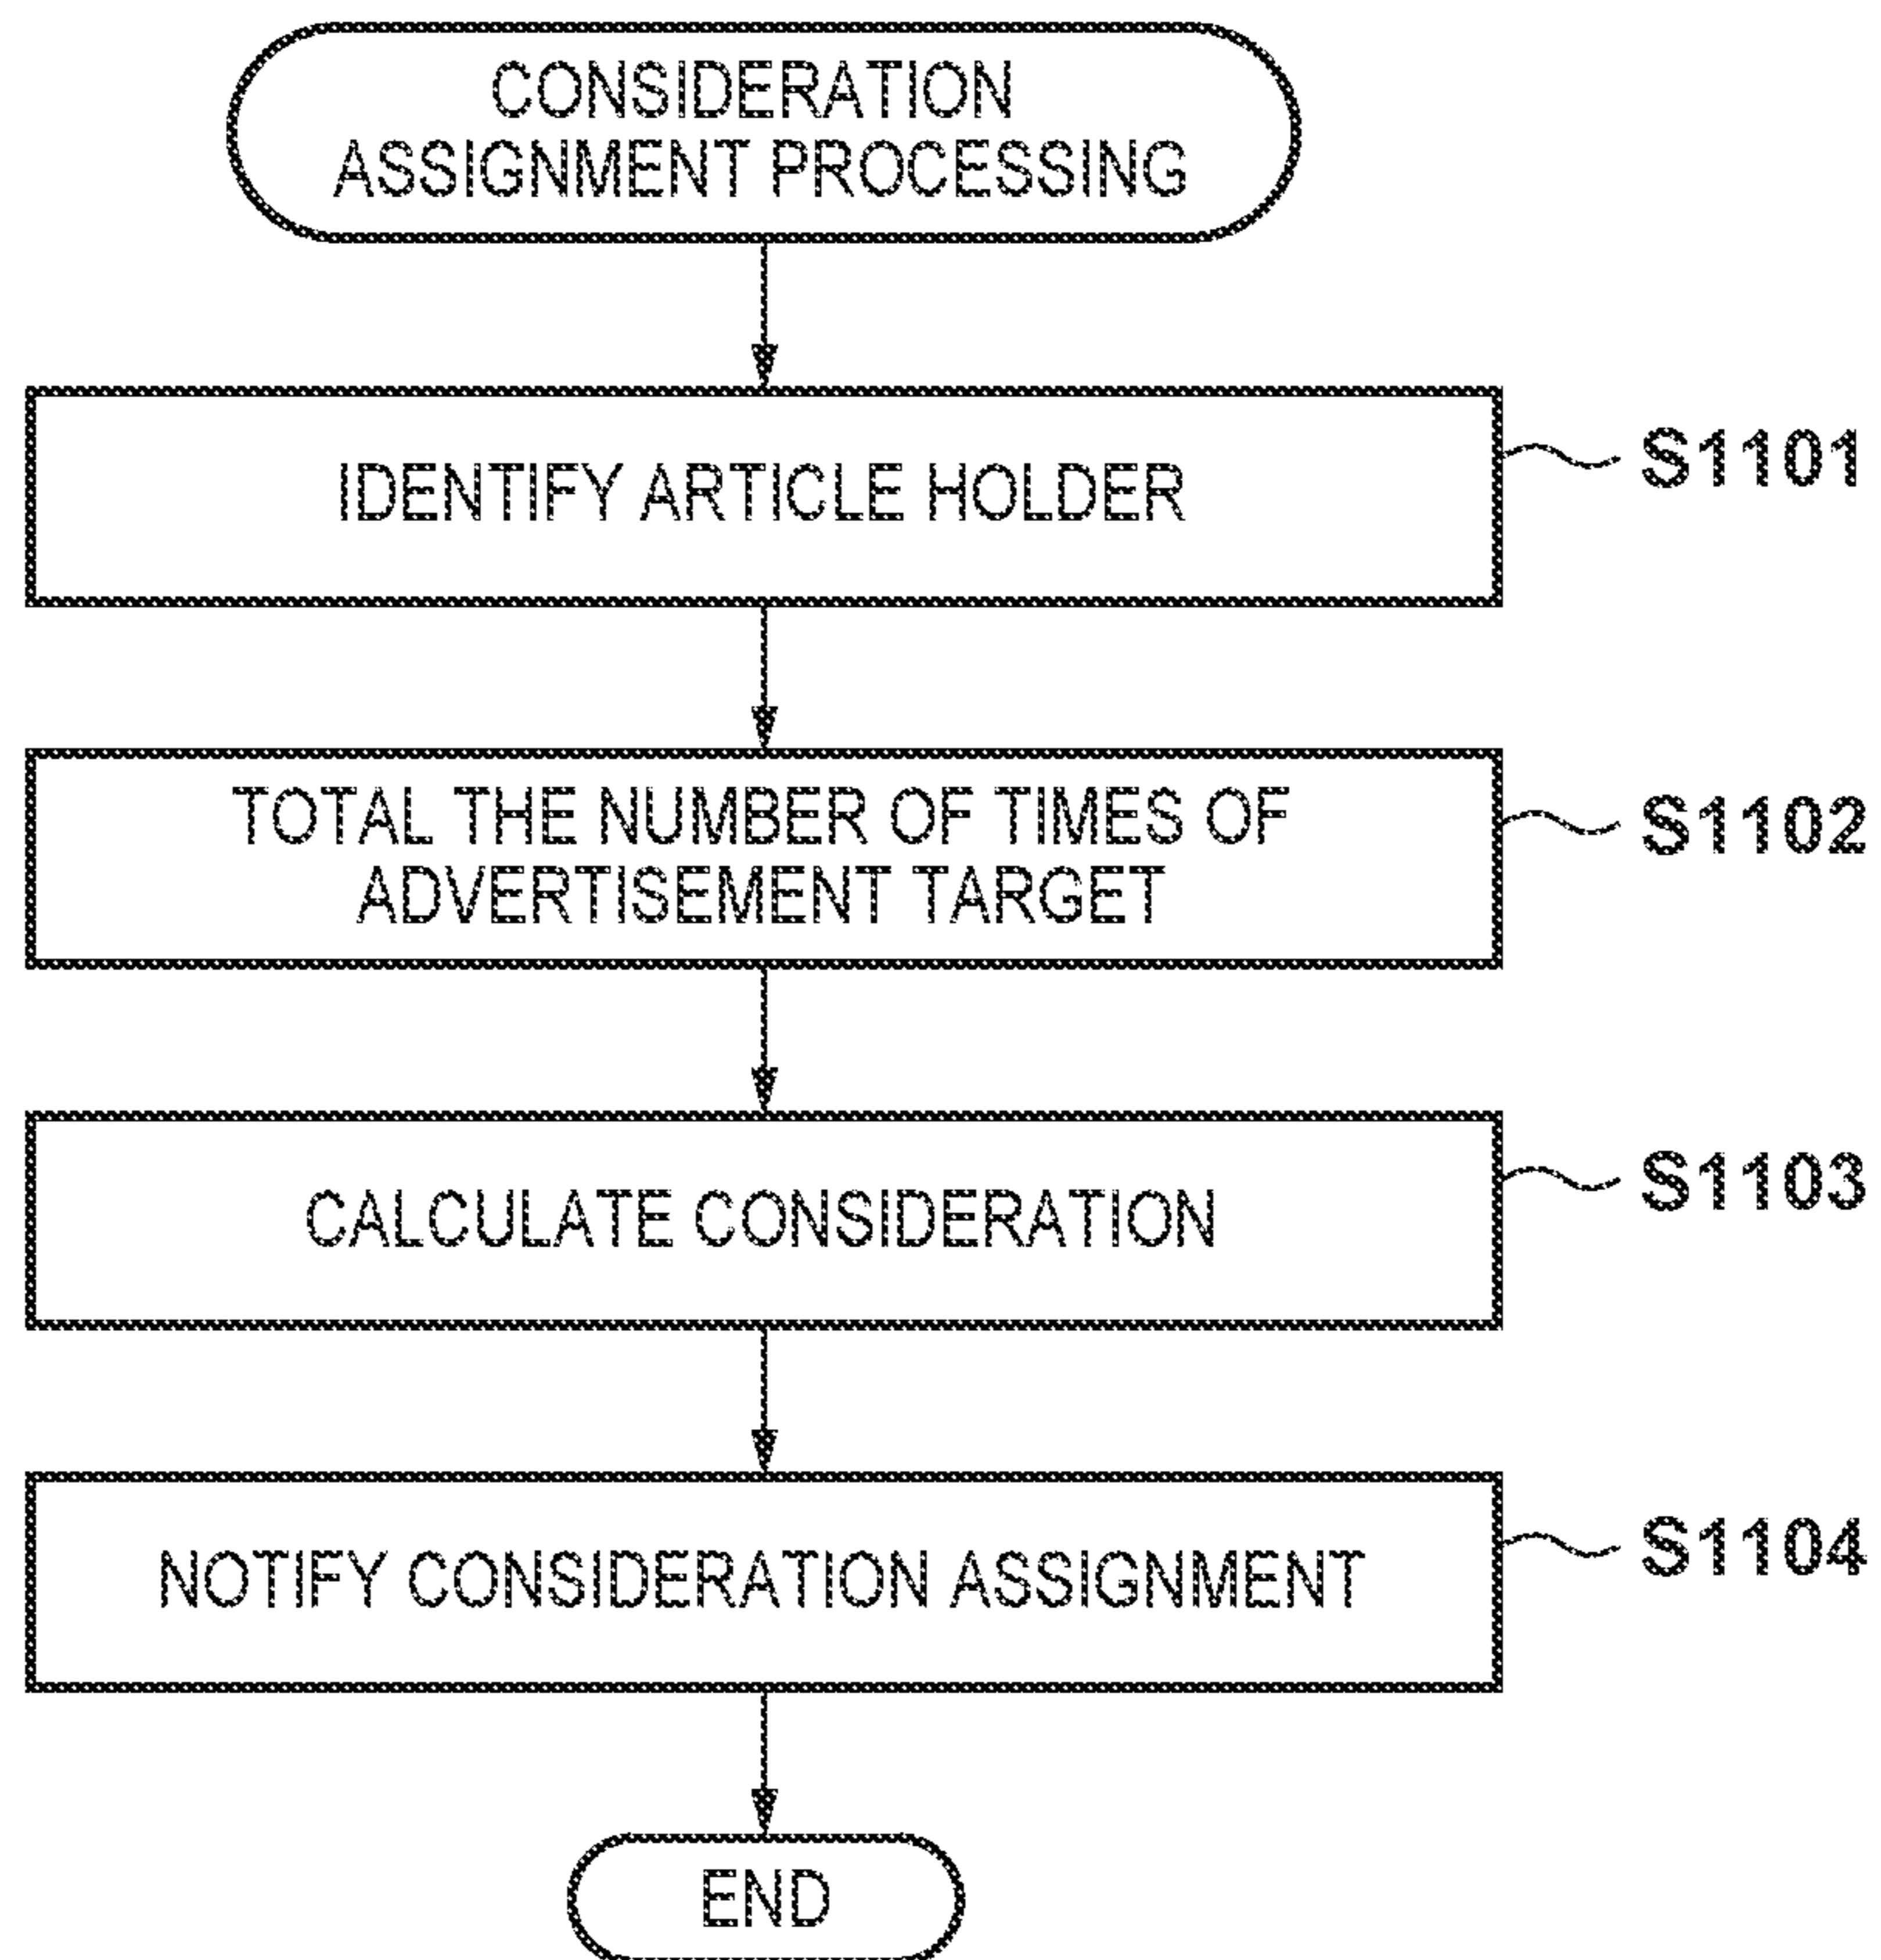 CONSIDERATION
ASSIGNMENT PROCESSING
IDENTIFY ARTICLE HOLDER
S1101
TOTAL THE NUMBER OF TIMES OF
ADVERTISEMENT TARGET
S1102
CALCULATE CONSIDERATION
S1103
NOTIFY CONSIDERATION ASSIGNMENT
S1104
END